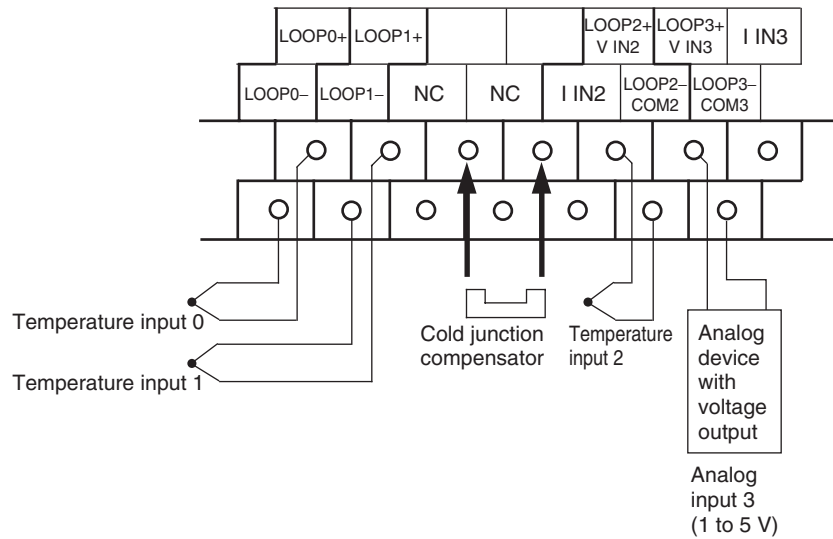 LOOP0+ LOOP1+ LOOP2+ LOOP3+ I IN3
V IN2 V IN3
LOOP0– LOOP1– NC NC I IN2 LOOP2– LOOP3–
COM2 COM3
Temperature input 0
Temperature input 1
Cold junction
compensator
Temperature
input 2
Analog
device
with
voltage
output
Analog
input 3
(1 to 5 V)